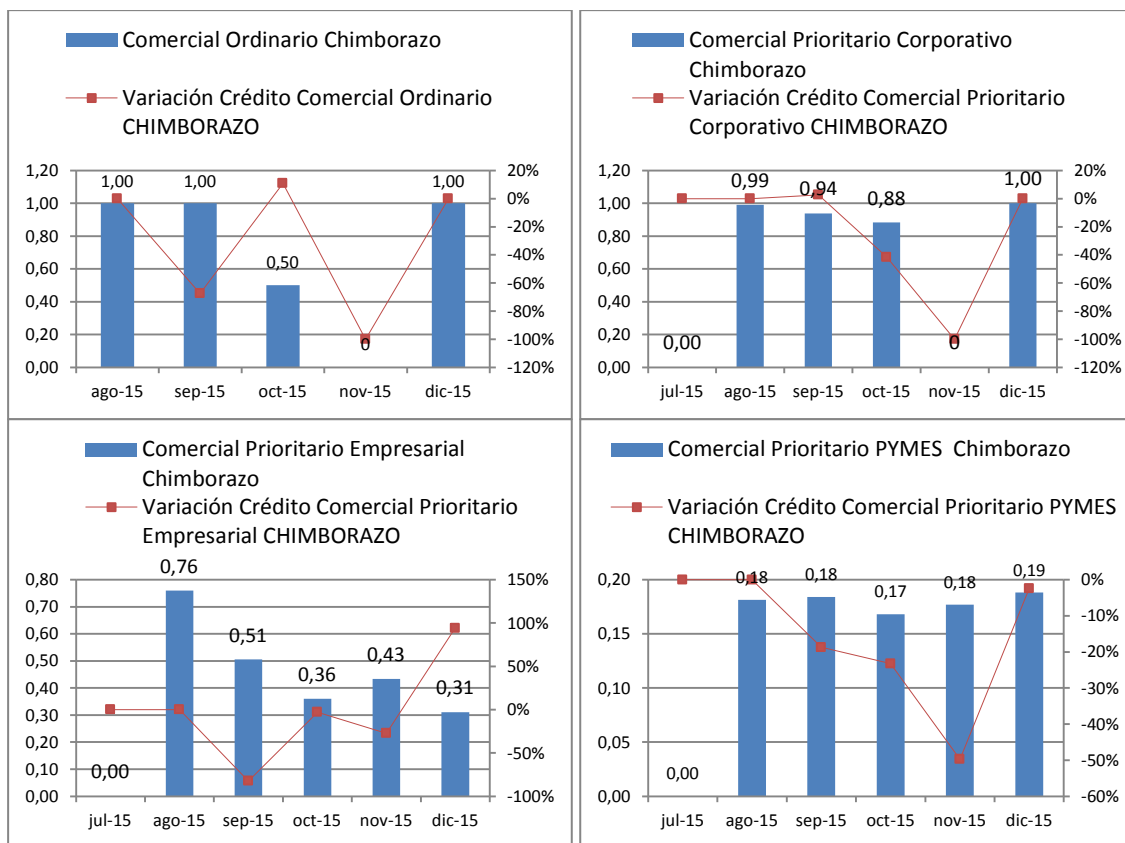 Comercial Ordinario Chimborazo
Variación Crédito Comercial Ordinario
CHIMBORAZO
1,20
1,00
0,80
0,60
0,40
0,20
0,00
1,00
1,00
0,50
0
1,00
20%
0%
-20%
-40%
-60%
-80%
-100%
-120%
ago-15
sep-15
oct-15
nov-15
dic-15
Comercial Prioritario Corporativo
Chimborazo
Variación Crédito Comercial Prioritario
Corporativo CHIMBORAZO
1,20
1,00
0,80
0,60
0,40
0,20
0,00
0,00
0,99
0,94
0,88
0
1,00
20%
0%
-20%
-40%
-60%
-80%
-100%
-120%
jul-15
ago-15
sep-15
oct-15
nov-15
dic-15
Comercial Prioritario Empresarial
Chimborazo
Variación Crédito Comercial Prioritario
Empresarial CHIMBORAZO
0,80
0,70
0,60
0,50
0,40
0,30
0,20
0,10
0,00
0,00
0,76
0,51
0,36
0,43
0,31
150%
100%
50%
0%
-50%
-100%
jul-15
ago-15
sep-15
oct-15
nov-15
dic-15
Comercial Prioritario PYMES Chimborazo
Variación Crédito Comercial Prioritario PYMES
CHIMBORAZO
0,20
0,15
0,10
0,05
0,00
0,00
0,18
0,18
0,17
0,18
0,19
0%
-10%
-20%
-30%
-40%
-50%
-60%
jul-15
ago-15
sep-15
oct-15
nov-15
dic-15